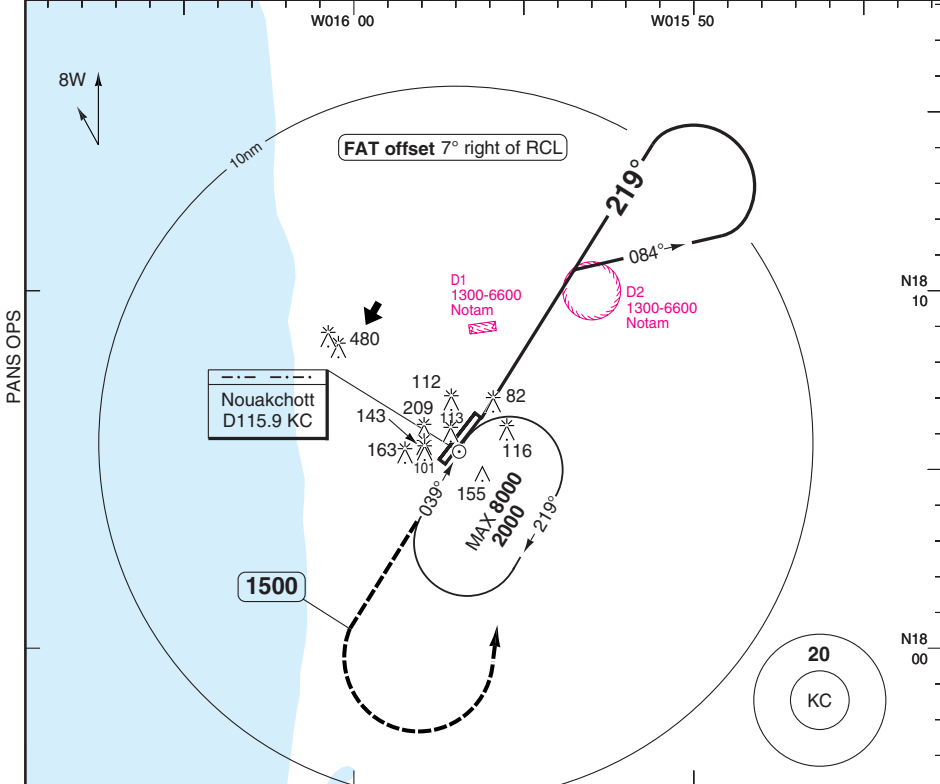 W016 00
W015 50
8W
10nm
FAT offset 7° right of RCL
219°
084°
N18
10
D1
1300-6600
Notam
D2
1300-6600
Notam
PANS OPS
480
Nouakchott
D115.9 KC
112
82
209
113
143
116
163
101
155
039°
MAX 8000
2000
219°
1500
N18
00
20
KC